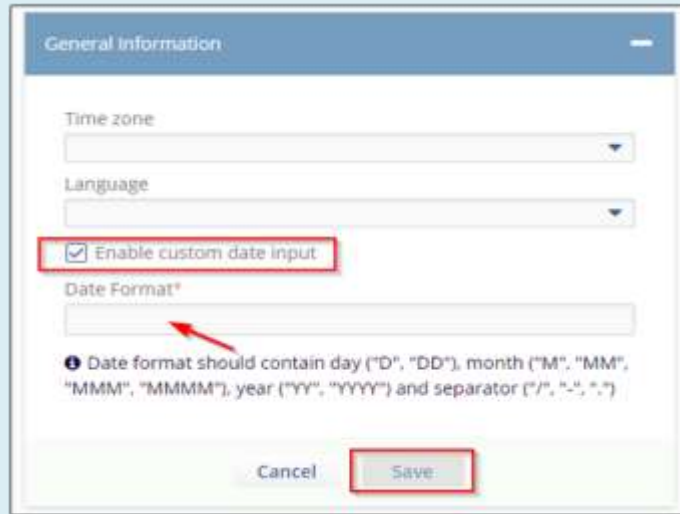 General Information
Time zone
Language
Enable custom date input
Date Format*
Date format should contain day ("D", "DD"), month ("M", "MM",
"MMM", "MMMM"), year ("YY", "YYYY") and separator ("/", "-", ".")
Cancel Save